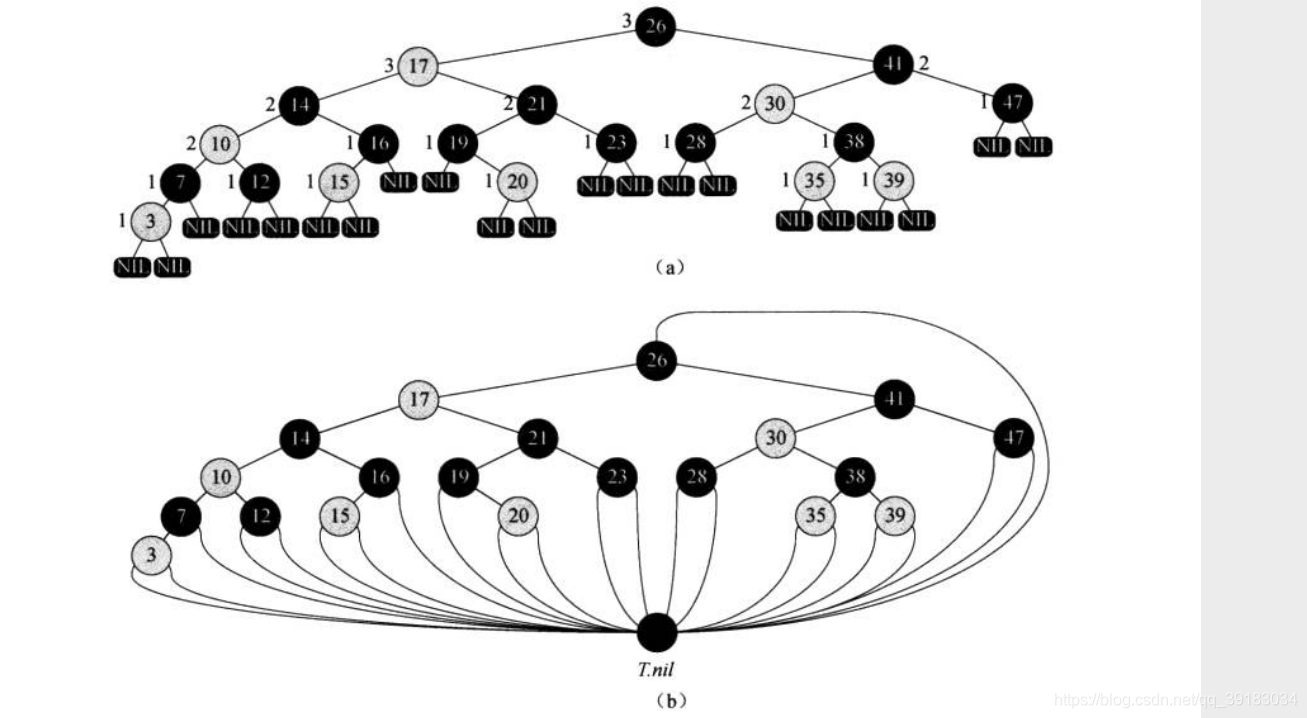 3 26
3 17 41 2
2 14 2 21 2 30 1 47
2 10 1 16 1 19 1 23 1 28 1 38 NIL NIL
1 7 1 12 1 15 NIL NIL 1 20 NIL NIL NIL NIL 1 35 1 39
1 3 NIL NIL NIL NIL NIL NIL NIL NIL NIL NIL NIL
NIL NIL
（a）
26
17 41
14 21 30 47
10 16 19 23 28 38
7 12 15 20 35 39
3
T.nil
（b）
https://blog.csdn.net/qq_39183034